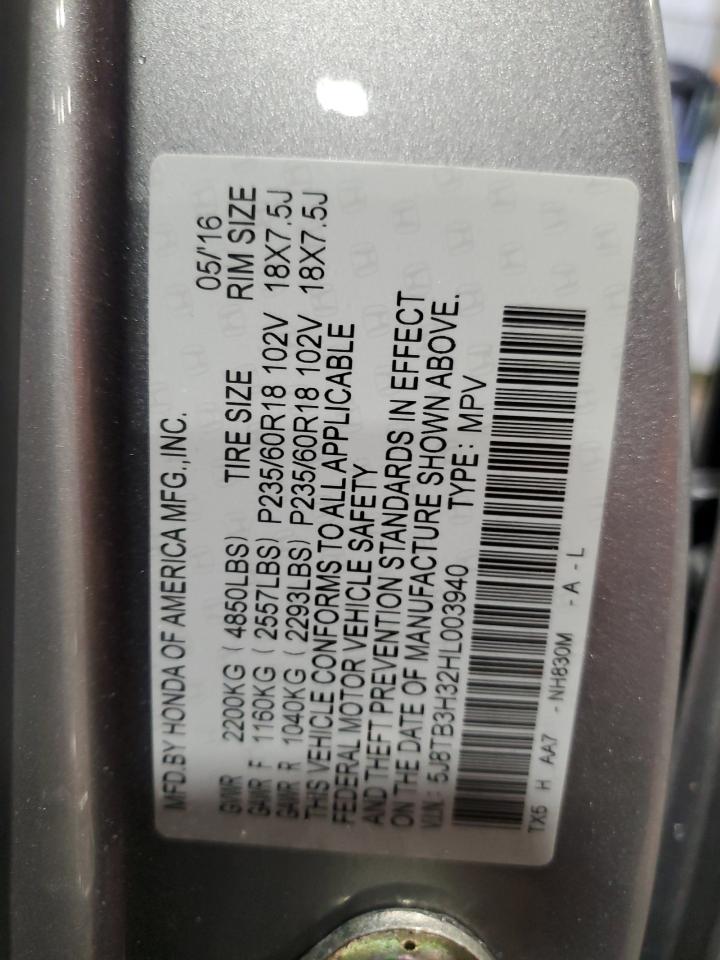 MFD.BY HONDA OF AMERICA MFG.,INC. 05/'16
GVWR 2200KG ( 4850LBS) TIRE SIZE RIM SIZE
GAWR F 1160KG ( 2557LBS) P235/60R18 102V 18X7.5J
GAWR R 1040KG ( 2293LBS) P235/60R18 102V 18X7.5J
THIS VEHICLE CONFORMS TO ALL APPLICABLE
FEDERAL MOTOR VEHICLE SAFETY
AND THEFT PREVENTION STANDARDS IN EFFECT
ON THE DATE OF MANUFACTURE SHOWN ABOVE.
V.I.N.: 5J8TB3H32HL003940 TYPE: MPV
TX5 H AA7 - NH830M - A - L